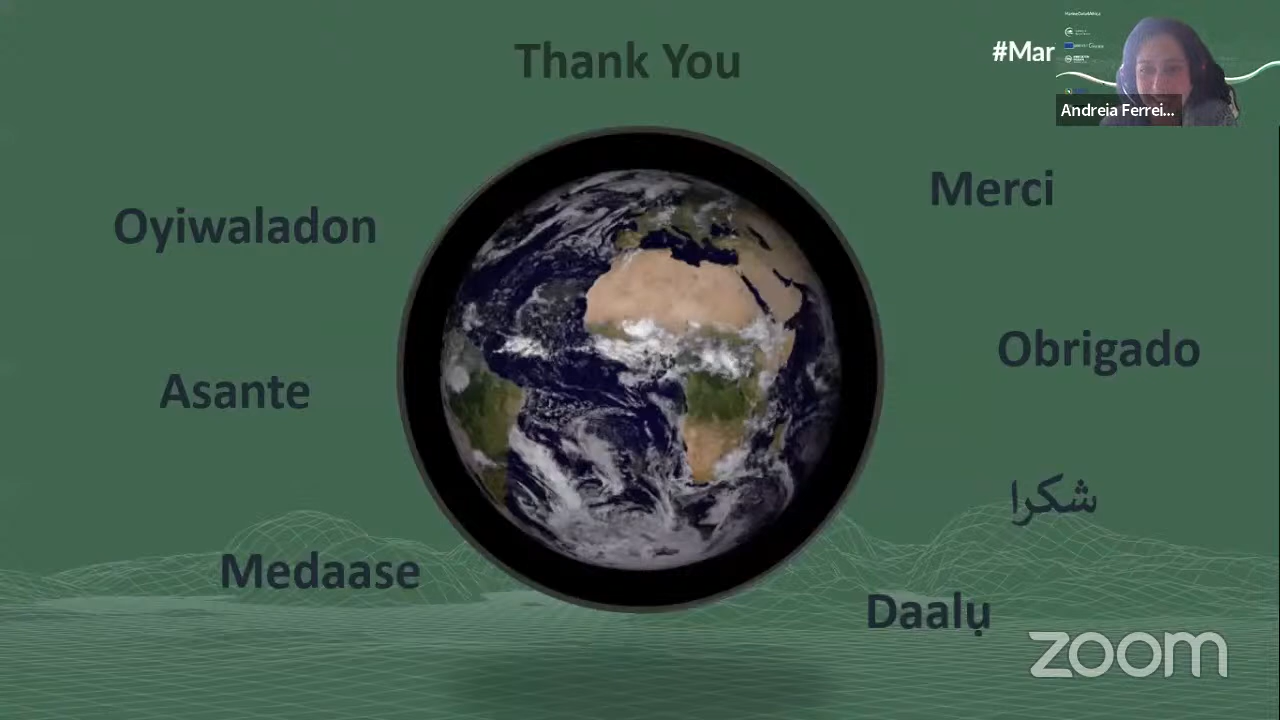 Thank You
#Mar
Andreia Ferrei...
Merci
Oyiwaladon
Obrigado
Asante
شكرا
Medaase
Daalụ
zoom